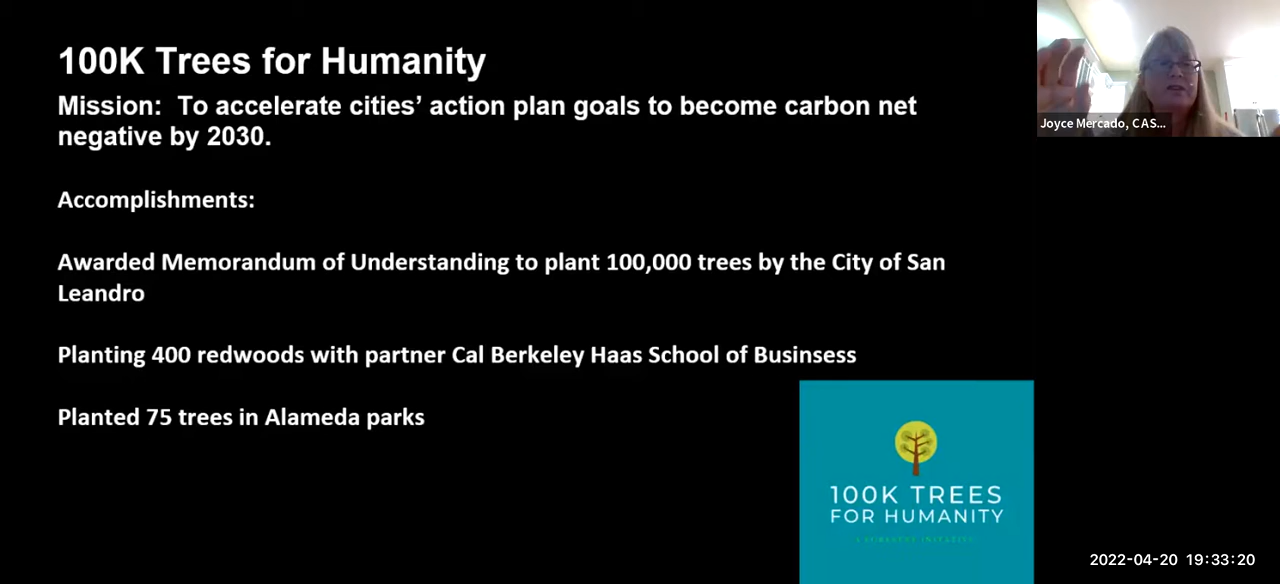 100K Trees for Humanity
Mission:  To accelerate cities’ action plan goals to become carbon net
negative by 2030.
Accomplishments:
Awarded Memorandum of Understanding to plant 100,000 trees by the City of San
Leandro
Planting 400 redwoods with partner Cal Berkeley Haas School of Businsess
Planted 75 trees in Alameda parks
Joyce Mercado, CAS...
100K TREES
FOR HUMANITY
2022-04-20 19:33:20